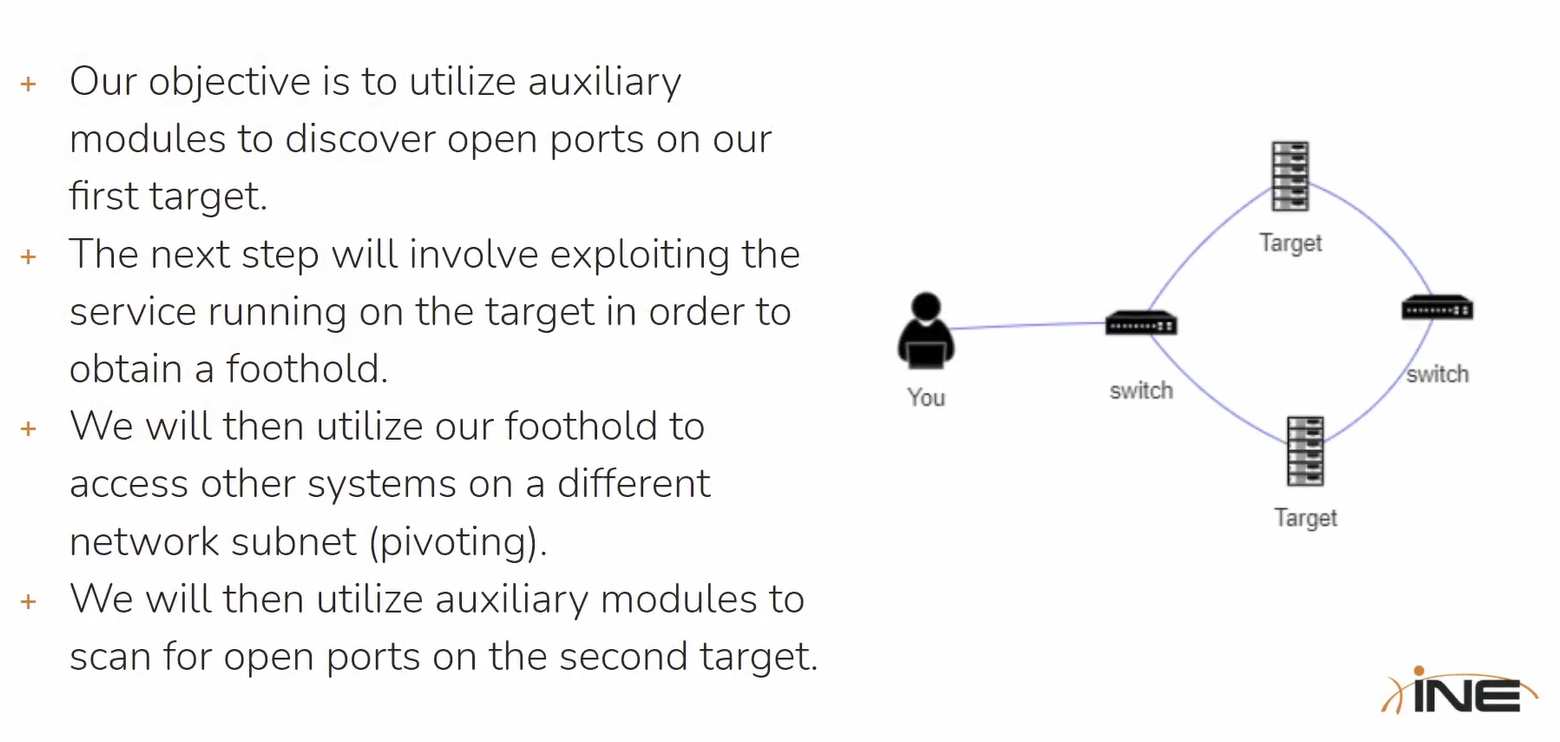 + Our objective is to utilize auxiliary
modules to discover open ports on our
first target.
+ The next step will involve exploiting the
service running on the target in order to
obtain a foothold.
+ We will then utilize our foothold to
access other systems on a different
network subnet (pivoting).
+ We will then utilize auxiliary modules to
scan for open ports on the second target.
Target
You
switch
switch
Target
iNE